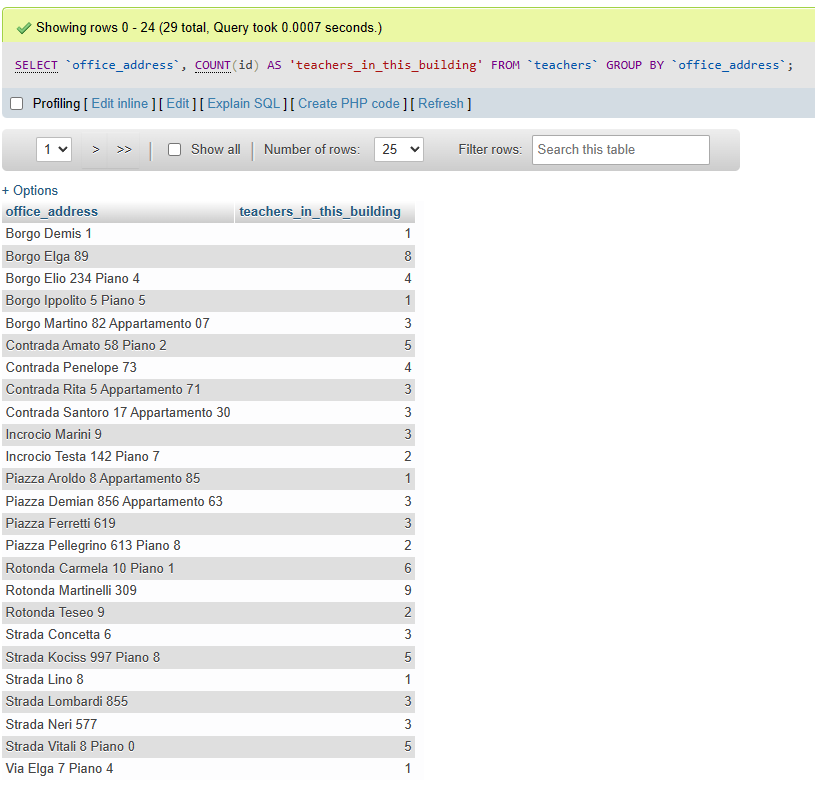 Showing rows 0 - 24 (29 total, Query took 0.0007 seconds.)
SELECT `office_address`, COUNT(id) AS 'teachers_in_this_building' FROM `teachers` GROUP BY `office_address`;
Profiling [ Edit inline ] [ Edit ] [ Explain SQL ] [ Create PHP code ] [ Refresh ]
1 > >> | Show all | Number of rows: 25 Filter rows: Search this table
+ Options
office_address teachers_in_this_building
Borgo Demis 1 1
Borgo Elga 89 8
Borgo Elio 234 Piano 4 4
Borgo Ippolito 5 Piano 5 1
Borgo Martino 82 Appartamento 07 3
Contrada Amato 58 Piano 2 5
Contrada Penelope 73 4
Contrada Rita 5 Appartamento 71 3
Contrada Santoro 17 Appartamento 30 3
Incrocio Marini 9 3
Incrocio Testa 142 Piano 7 2
Piazza Aroldo 8 Appartamento 85 1
Piazza Demian 856 Appartamento 63 3
Piazza Ferretti 619 3
Piazza Pellegrino 613 Piano 8 2
Rotonda Carmela 10 Piano 1 6
Rotonda Martinelli 309 9
Rotonda Teseo 9 2
Strada Concetta 6 3
Strada Kociss 997 Piano 8 5
Strada Lino 8 1
Strada Lombardi 855 3
Strada Neri 577 3
Strada Vitali 8 Piano 0 5
Via Elga 7 Piano 4 1